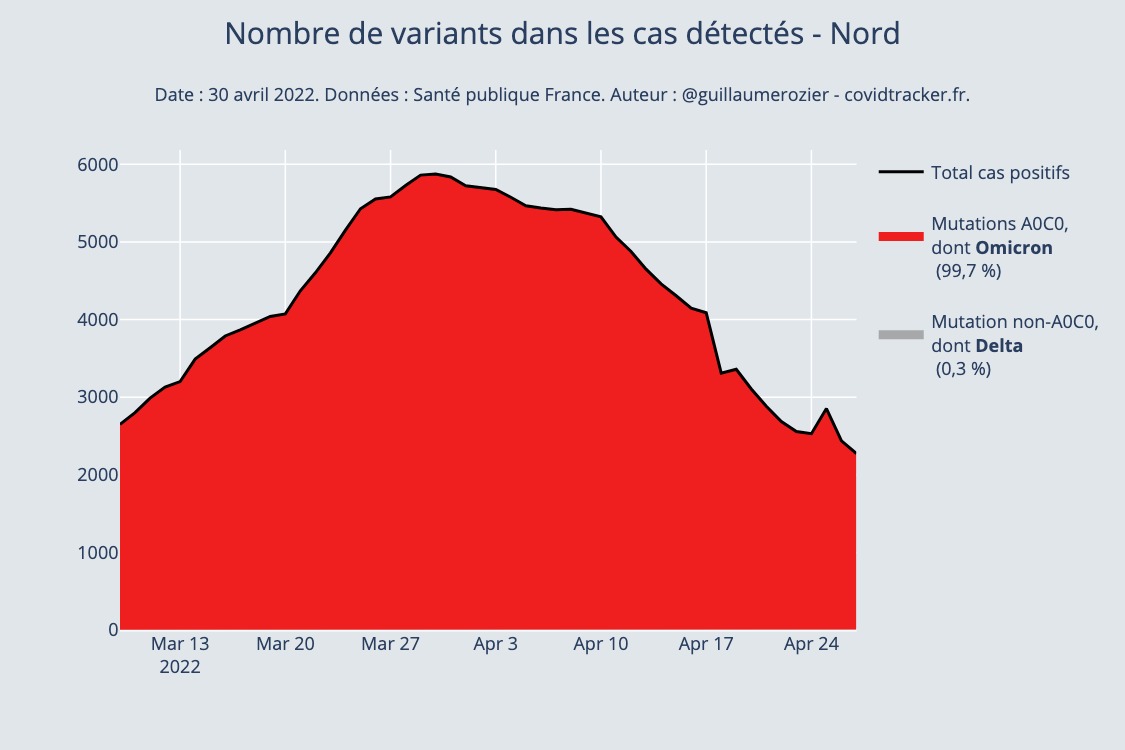 Nombre de variants dans les cas détectés - Nord
Date : 30 avril 2022. Données : Santé publique France. Auteur : @guillaumerozier - covidtracker.fr.
6000
5000
4000
3000
2000
1000
0
Mar 13
2022
Mar 20
Mar 27
Apr 3
Apr 10
Apr 17
Apr 24
Total cas positifs
Mutations A0C0,
dont Omicron
(99,7 %)
Mutation non-A0C0,
dont Delta
(0,3 %)